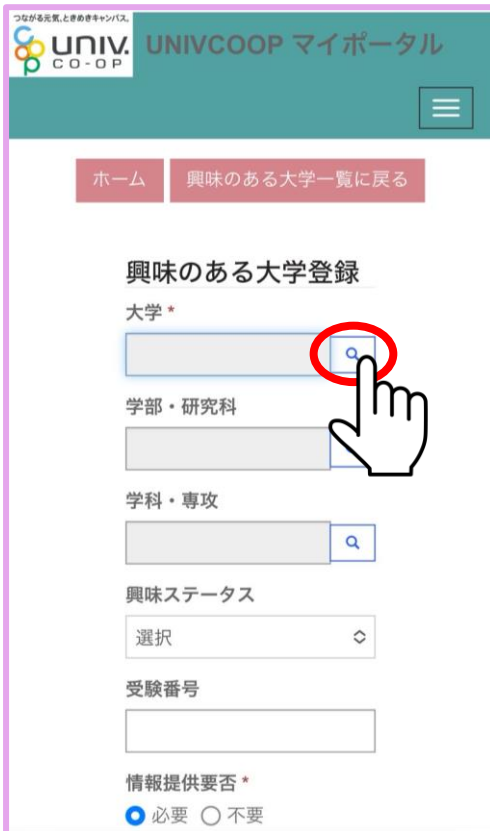 つながる元気、ときめきキャンパス。
UNIV.
CO-OP
UNIVCOOP マイポータル
ホーム
興味のある大学一覧に戻る
興味のある大学登録
大学 *
学部・研究科
学科・専攻
興味ステータス
選択
受験番号
情報提供要否 *
必要 不要